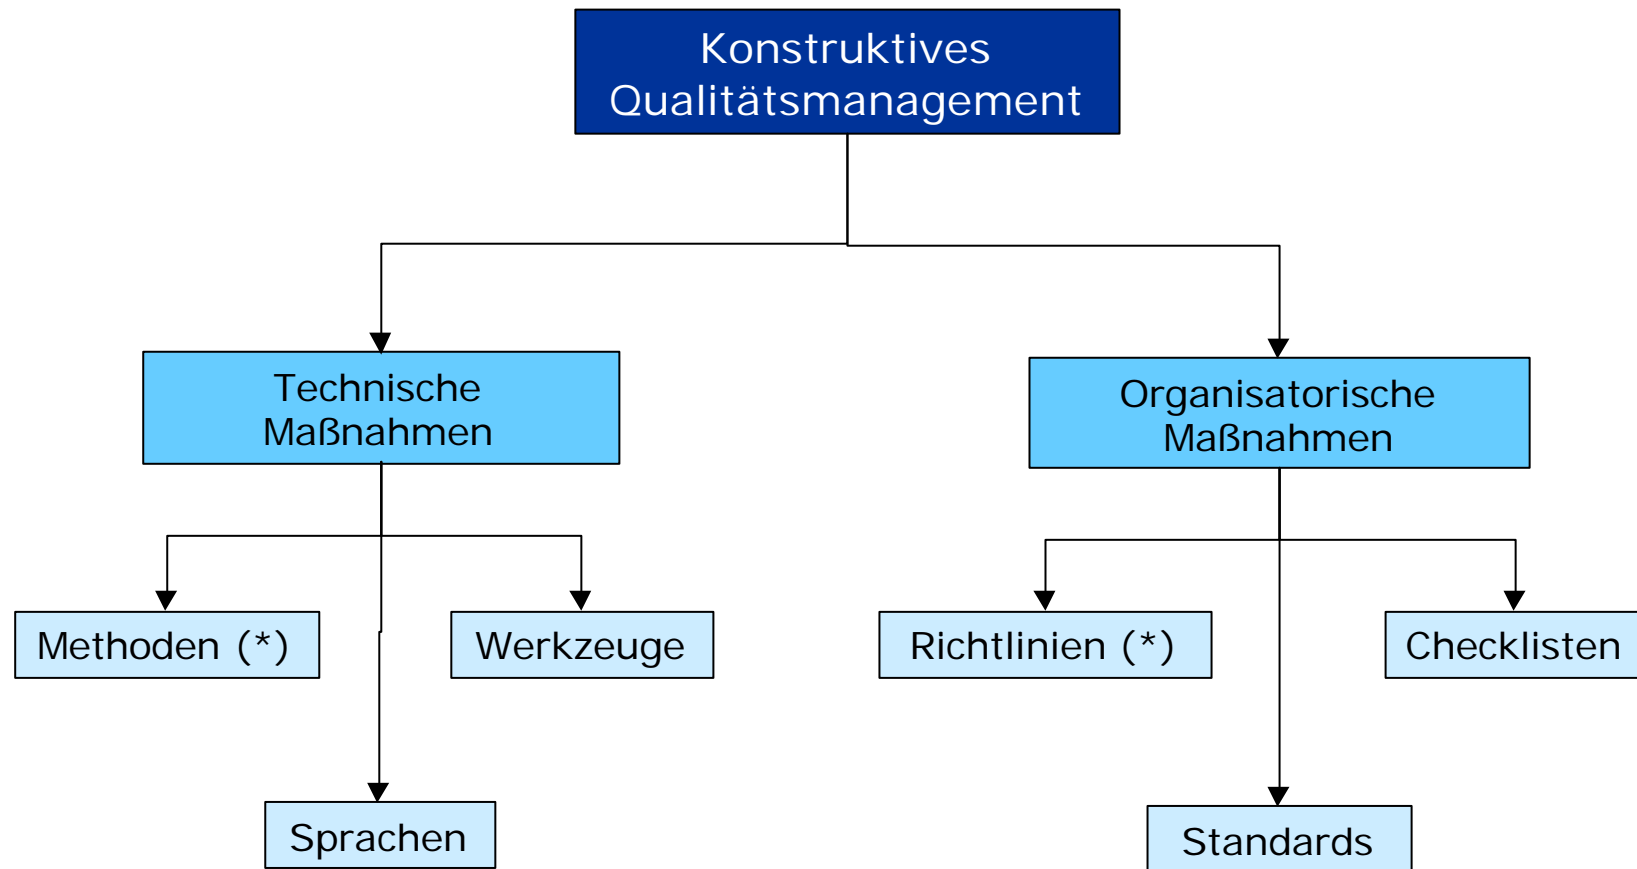 Konstruktives
Qualitätsmanagement
Technische
Maßnahmen
Organisatorische
Maßnahmen
Methoden (*)
Werkzeuge
Richtlinien (*)
Checklisten
Sprachen
Standards